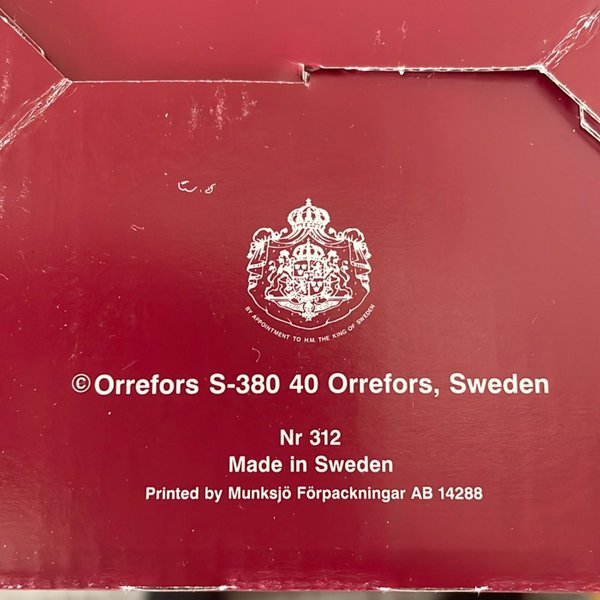 BY APPOINTMENT TO H.M. THE KING OF SWEDEN
© Orrefors S-380 40 Orrefors, Sweden
Nr 312
Made in Sweden
Printed by Munksjö Förpackningar AB 14288